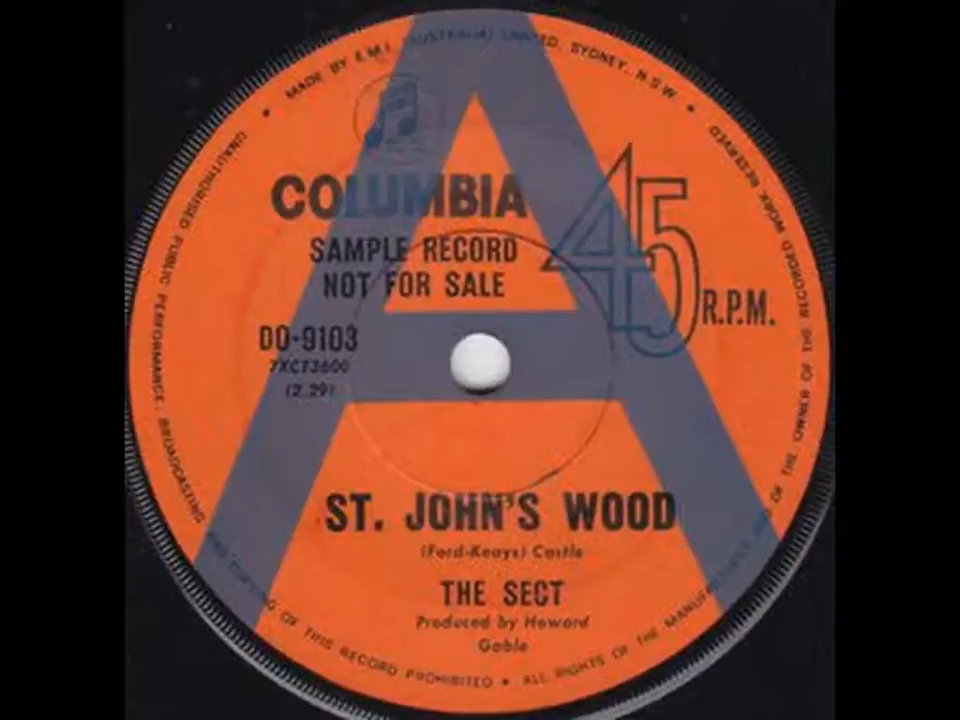 MADE BY E.M.I. (AUSTRALIA) LIMITED, SYDNEY, N.S.W.
A
COLUMBIA
SAMPLE RECORD
NOT FOR SALE
45
R.P.M.
DO-9103
7XCT3600
(2.29)
ST. JOHN'S WOOD
(Ford-Keays) Castle
THE SECT
Produced by Howard
Gable
UNAUTHORISED PUBLIC PERFORMANCE, BROADCASTING AND COPYING OF THIS RECORD PROHIBITED • ALL RIGHTS OF THE MANUFACTURER AND OF THE OWNER OF THE RECORDED WORK RESERVED